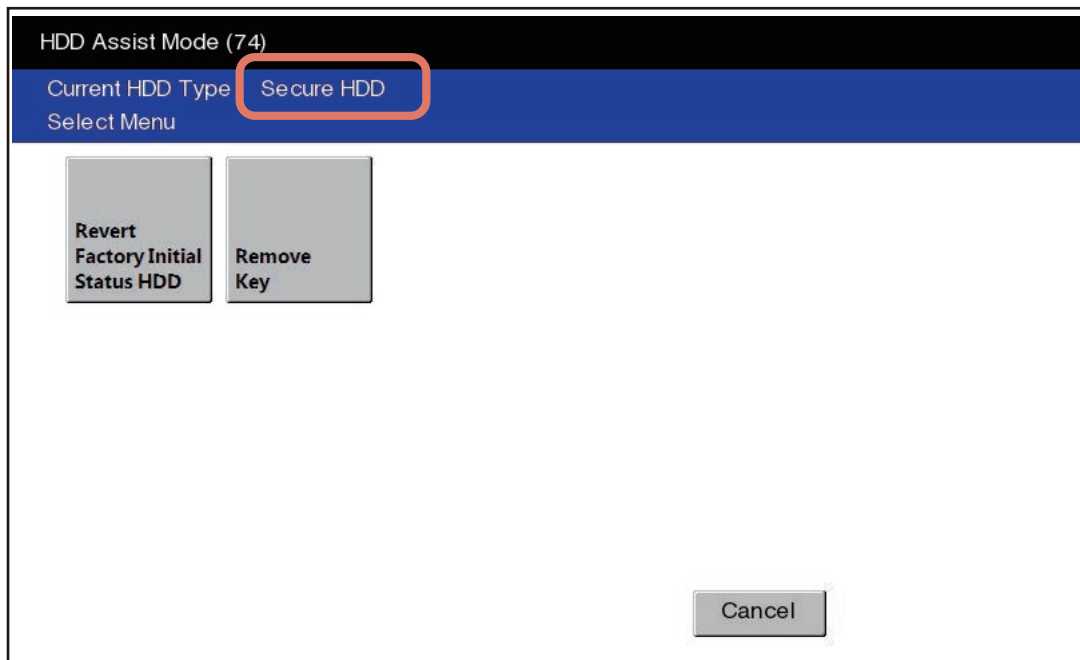 HDD Assist Mode (74)
Current HDD Type Secure HDD
Select Menu
Revert
Factory Initial
Status HDD
Remove
Key
Cancel